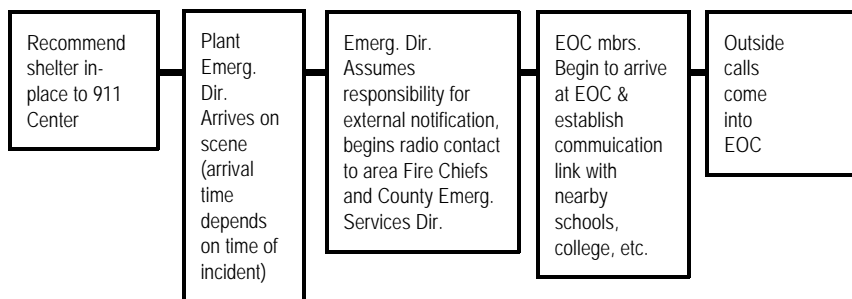 Recommend
shelter in-
place to 911
Center
Plant
Emerg.
Dir.
Arrives on
scene
(arrival
time
depends
on time of
incident)
Emerg. Dir.
Assumes
responsibility for
external notification,
begins radio contact
to area Fire Chiefs
and County Emerg.
Services Dir.
EOC mbrs.
Begin to arrive
at EOC &
establish
commuication
link with
nearby
schools,
college, etc.
Outside
calls
come
into
EOC